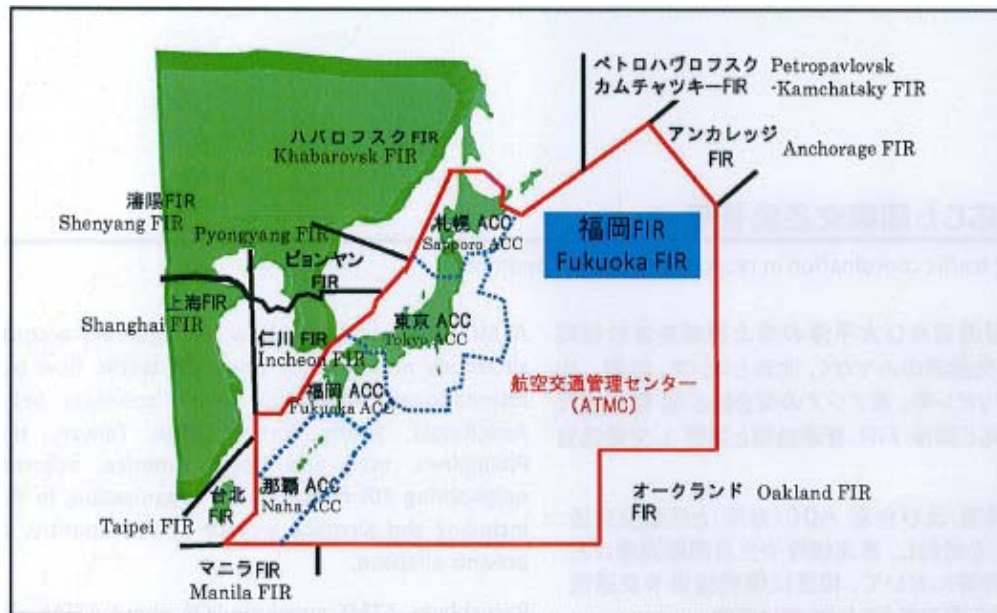 ペトロハヴロフスク
カムチャツキーFIR
Petropavlovsk
-Kamchatsky FIR
アンカレッジ
FIR
Anchorage FIR
ハバロフスクFIR
Khabarovsk FIR
瀋陽FIR
Shenyang FIR
Pyongyang FIR
ピョンヤン
FIR
札幌 ACC
Sapporo ACC
福岡FIR
Fukuoka FIR
上海FIR
Shanghai FIR
仁川 FIR
Incheon FIR
東京 ACC
Tokyo ACC
福岡 ACC
Fukuoka ACC
航空交通管理センター
(ATMC)
那覇 ACC
Naha ACC
台北
FIR
Taipei FIR
オークランド
FIR
Oakland FIR
マニラFIR
Manila FIR